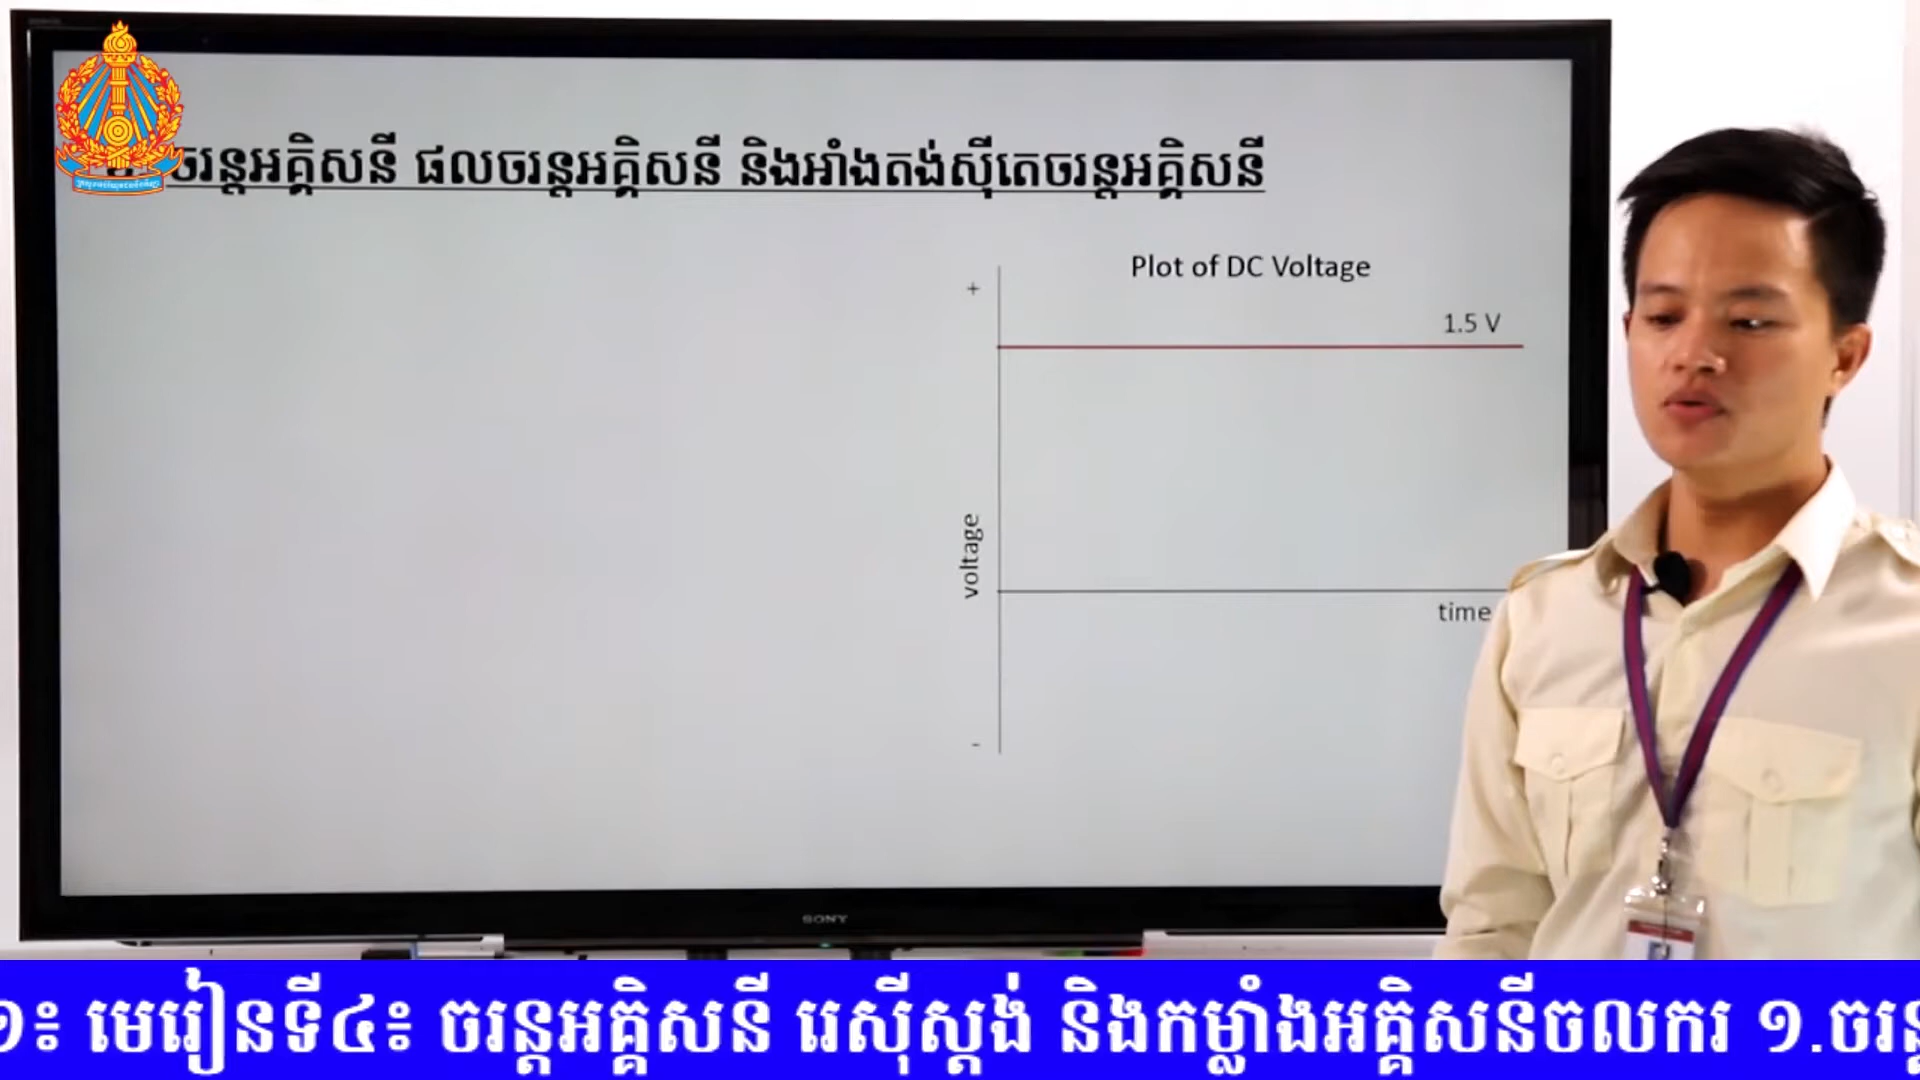 ចរន្តអគ្គិសនី ផលចរន្តអគ្គិសនី និងអាំងតង់ស៊ីតេចរន្តអគ្គិសនី
Plot of DC Voltage
+
1.5 V
voltage
time
-
SONY
១៖ មេរៀនទី៤៖ ចរន្តអគ្គិសនី រេស៊ីស្តង់ និងកម្លាំងអគ្គិសនីចលករ ១.ចរន្ត